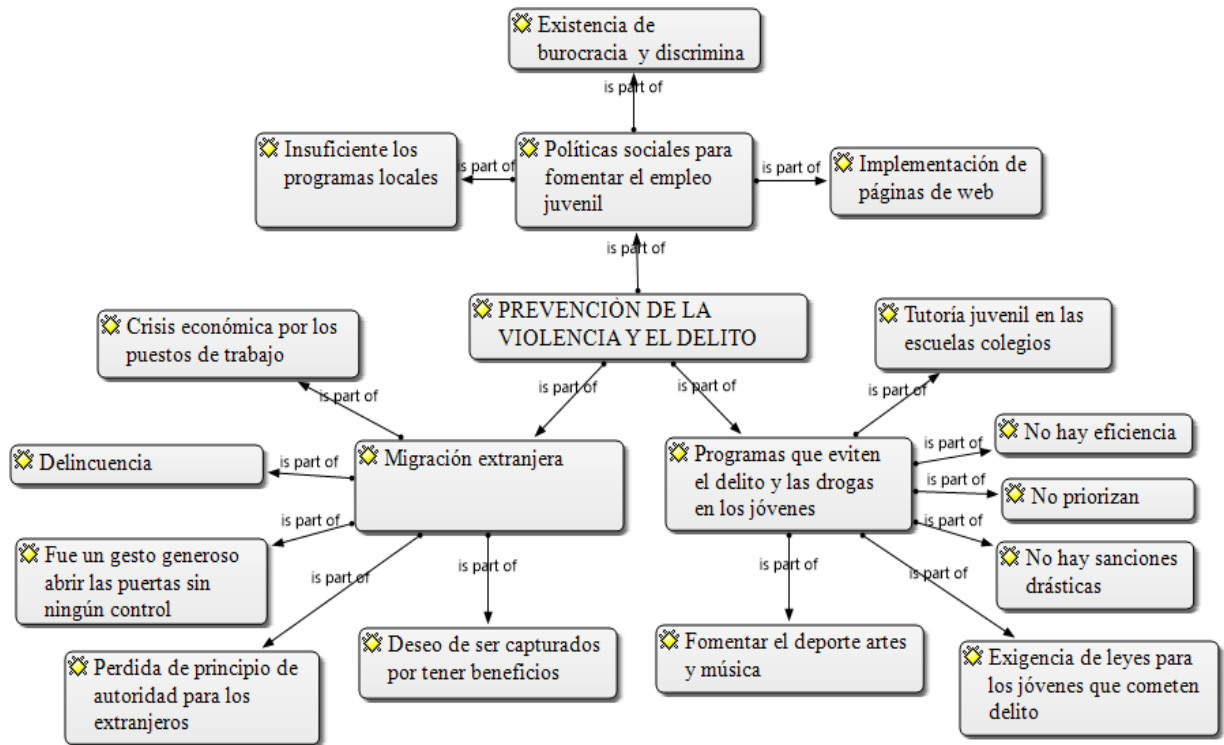 Existencia de
burocracia y discrimina
is part of
Insuficiente los
programas locales
is part of
Políticas sociales para
fomentar el empleo
juvenil
is part of
Implementación de
páginas de web
is part of
PREVENCIÓN DE LA
VIOLENCIA Y EL DELITO
Crisis económica por los
puestos de trabajo
Tutoría juvenil en las
escuelas colegios
is part of
is part of
is part of
is part of
Delincuencia
is part of
Migración extranjera
Programas que eviten
el delito y las drogas
en los jóvenes
is part of
No hay eficiencia
is part of
No priorizan
is part of
Fue un gesto generoso
abrir las puertas sin
ningún control
is part of
No hay sanciones
drásticas
is part of
is part of
is part of
is part of
Perdida de principio de
autoridad para los
extranjeros
Deseo de ser capturados
por tener beneficios
Fomentar el deporte artes
y música
Exigencia de leyes para
los jóvenes que cometen
delito